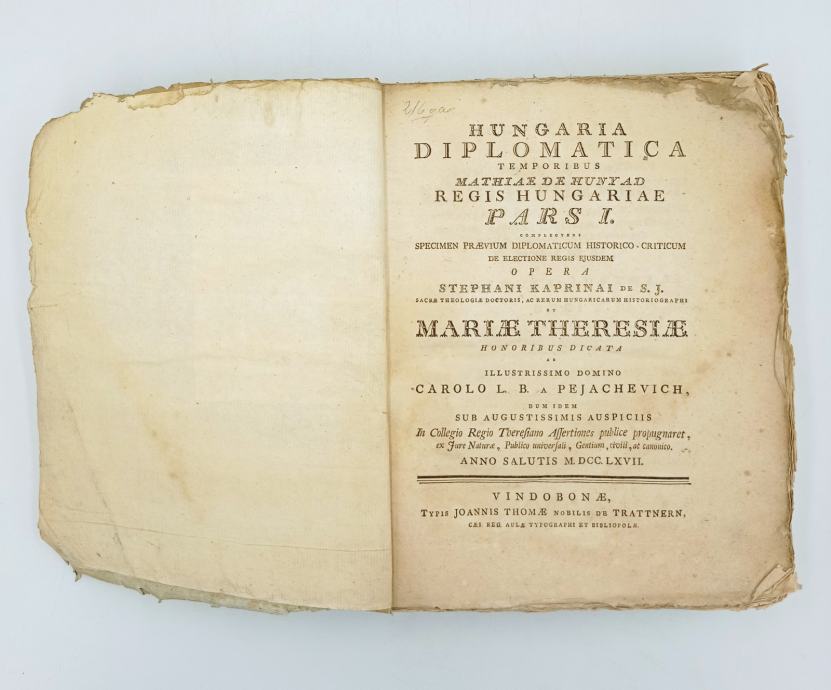 HUNGARIA
DIPLOMATICA
TEMPORIBUS
MATHIAE DE HUNYAD
REGIS HUNGARIAE
PARS I.
COMPLECTENS
SPECIMEN PRÆVIUM DIPLOMATICUM HISTORICO-CRITICUM
DE ELECTIONE REGIS EJUSDEM
OPERA
STEPHANI KAPRINAI DE S. J.
SACRÆ THEOLOGIÆ DOCTORIS, AC RERUM HUNGARICARUM HISTORIOGRAPHI
ET
MARIÆ THERESIÆ
HONORIBUS DICATA
AB
ILLUSTRISSIMO DOMINO
CAROLO L. B. A PEJACHEVICH,
DUM IDEM
SUB AUGUSTISSIMIS AUSPICIIS
In Collegio Regio Theresiano Assertiones publice propugnaret,
ex Jure Naturæ, Publico universali, Gentium, civili, ac canonico.
ANNO SALUTIS M.DCC.LXVII.
VINDOBONÆ,
TYPIS JOANNIS THOMÆ NOBILIS DE TRATTNERN,
CÆS. REG. AULÆ TYPOGRAPHI ET BIBLIOPOLÆ.